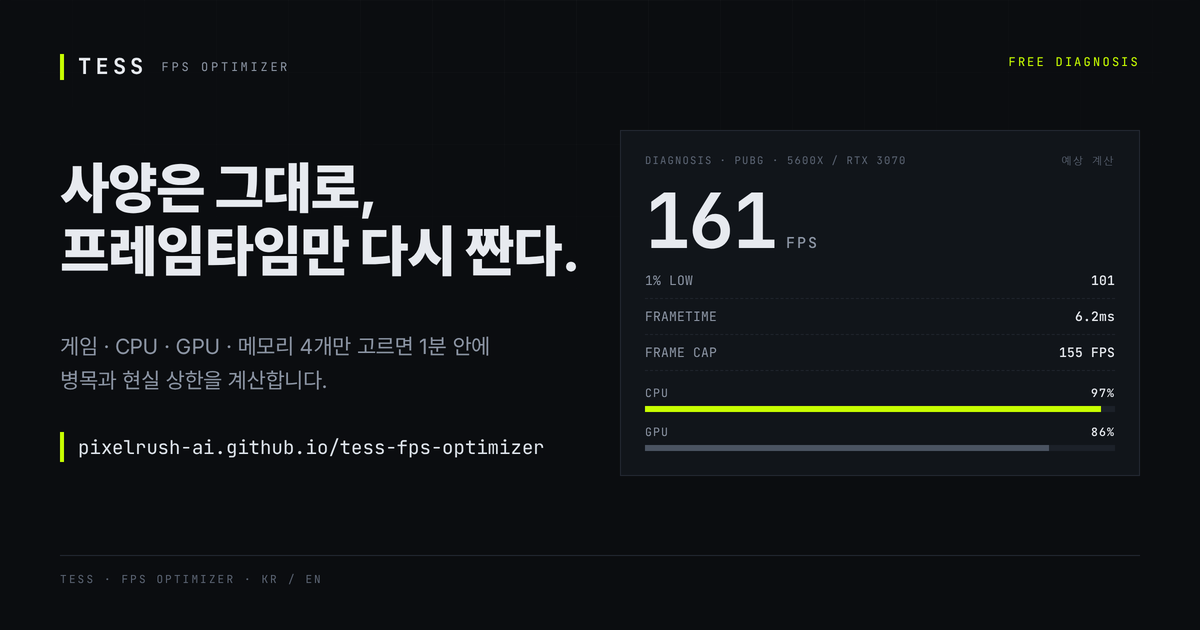 TESS FPS OPTIMIZER
FREE DIAGNOSIS
사양은 그대로,
프레임타임만 다시 짠다.
게임 · CPU · GPU · 메모리 4개만 고르면 1분 안에
병목과 현실 상한을 계산합니다.
pixelrush-ai.github.io/tess-fps-optimizer
DIAGNOSIS · PUBG · 5600X / RTX 3070 예상 계산
161 FPS
1% LOW 101
FRAMETIME 6.2ms
FRAME CAP 155 FPS
CPU 97%
GPU 86%
TESS · FPS OPTIMIZER · KR / EN